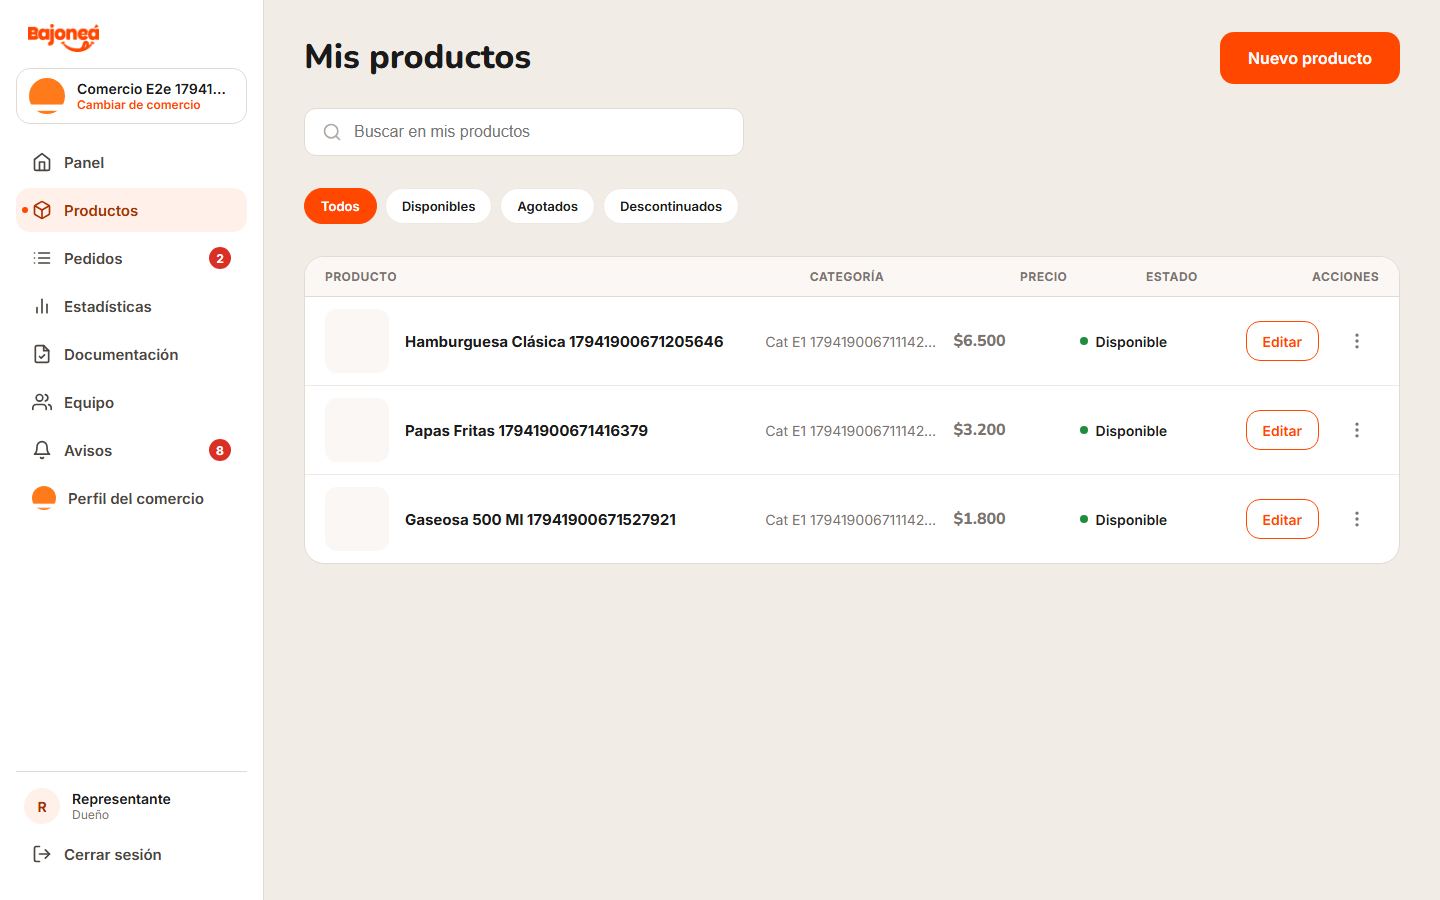 Bajoneá
Comercio E2e 17941...
Cambiar de comercio
Panel
Productos
Pedidos 2
Estadísticas
Documentación
Equipo
Avisos 8
Perfil del comercio
R Representante
Dueño
Cerrar sesión
Mis productos
Nuevo producto
Buscar en mis productos
Todos Disponibles Agotados Descontinuados
PRODUCTO CATEGORÍA PRECIO ESTADO ACCIONES
Hamburguesa Clásica 17941900671205646 Cat E1 179419006711142... $6.500 Disponible Editar
Papas Fritas 17941900671416379 Cat E1 179419006711142... $3.200 Disponible Editar
Gaseosa 500 Ml 17941900671527921 Cat E1 179419006711142... $1.800 Disponible Editar